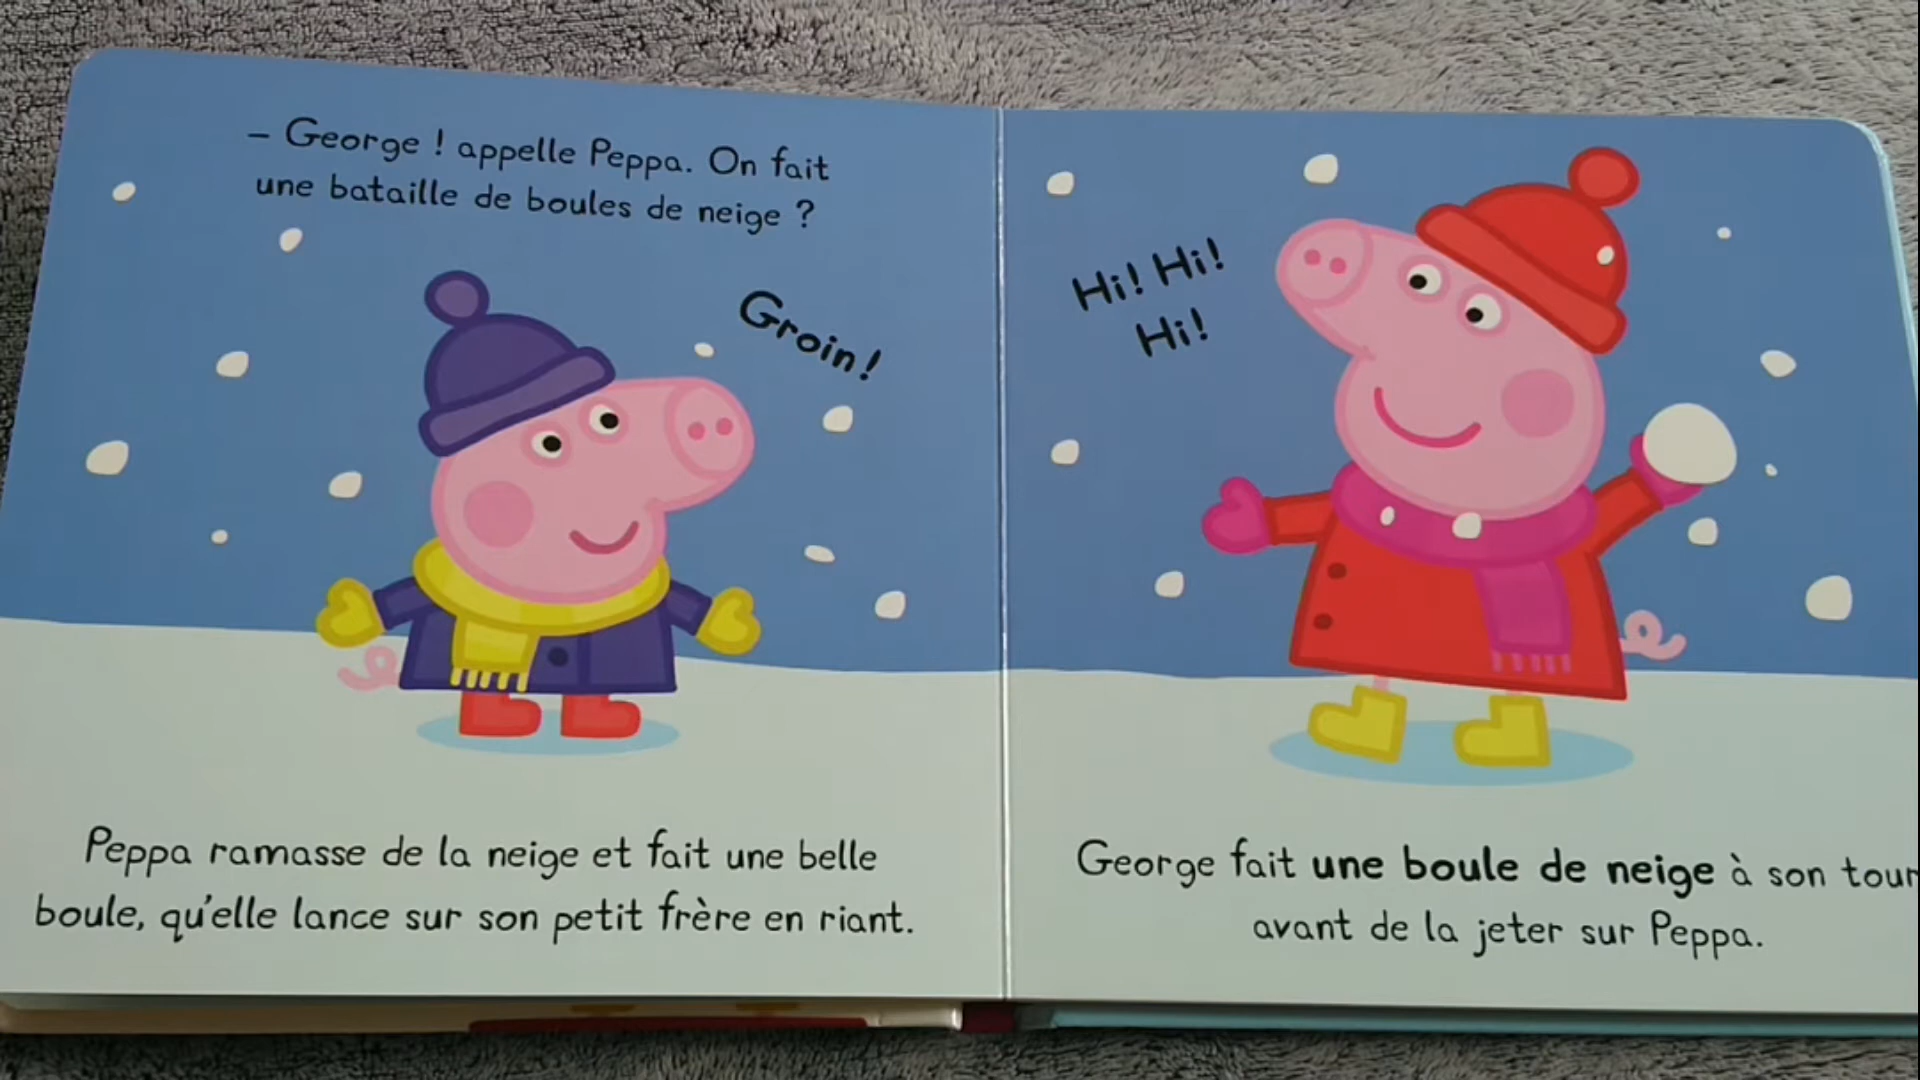 – George ! appelle Peppa. On fait
une bataille de boules de neige ?
Groin !
Peppa ramasse de la neige et fait une belle
boule, qu'elle lance sur son petit frère en riant.
Hi! Hi!
Hi!
George fait une boule de neige à son tour
avant de la jeter sur Peppa.